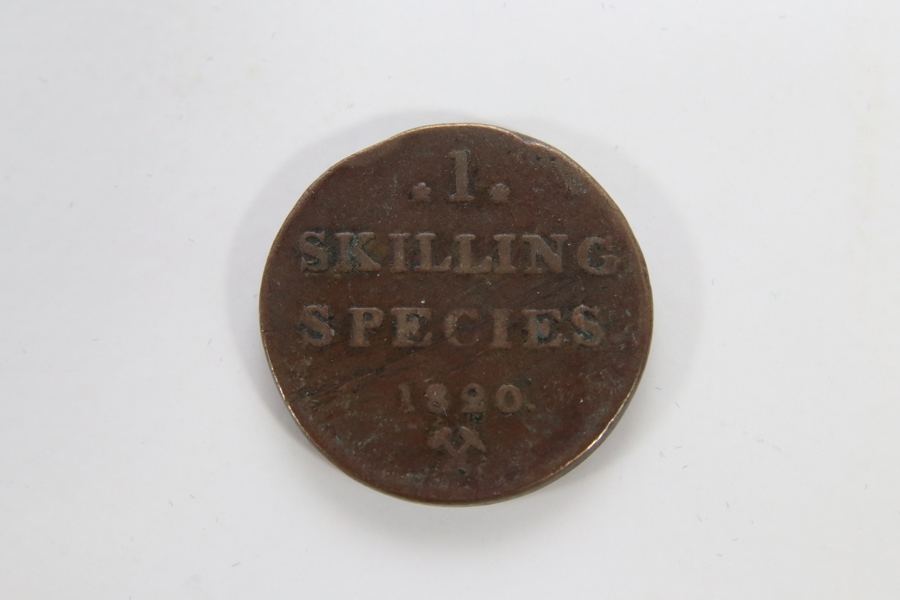 . 1 .
SKILLING
SPECIES
1820.